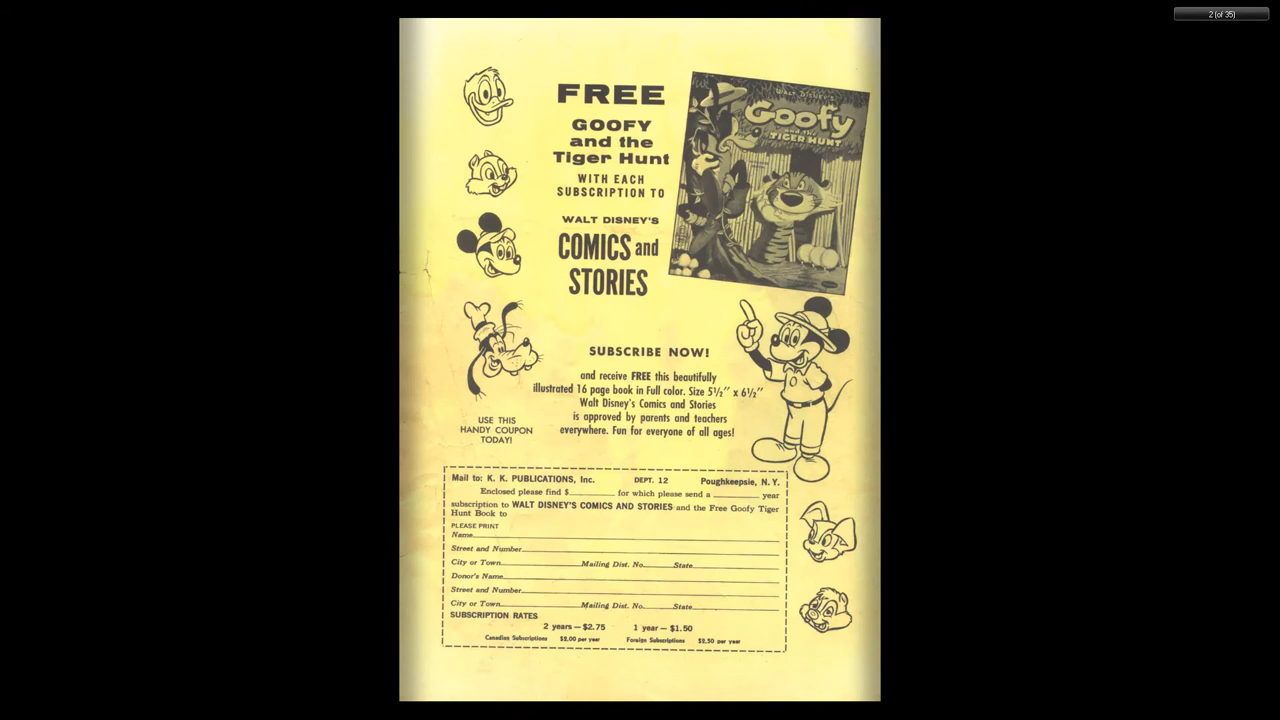 2 (of 35)
FREE
GOOFY
and the
Tiger Hunt
WITH EACH
SUBSCRIPTION TO
WALT DISNEY'S
COMICS and
STORIES
WALT DISNEY'S
Goofy
AND THE
TIGER HUNT
SUBSCRIBE NOW!
and receive FREE this beautifully
illustrated 16 page book in Full color. Size 5½″ x 6½″
Walt Disney's Comics and Stories
is approved by parents and teachers
everywhere. Fun for everyone of all ages!
USE THIS
HANDY COUPON
TODAY!
Mail to: K. K. PUBLICATIONS, Inc. DEPT. 12 Poughkeepsie, N. Y.
Enclosed please find $ for which please send a year
subscription to WALT DISNEY'S COMICS AND STORIES and the Free Goofy Tiger
Hunt Book to
PLEASE PRINT
Name
Street and Number
City or Town Mailing Dist. No. State
Donor's Name
Street and Number
City or Town Mailing Dist. No. State
SUBSCRIPTION RATES
2 years — $2.75 1 year — $1.50
Canadian Subscriptions $2.00 per year Foreign Subscriptions $2.50 per year